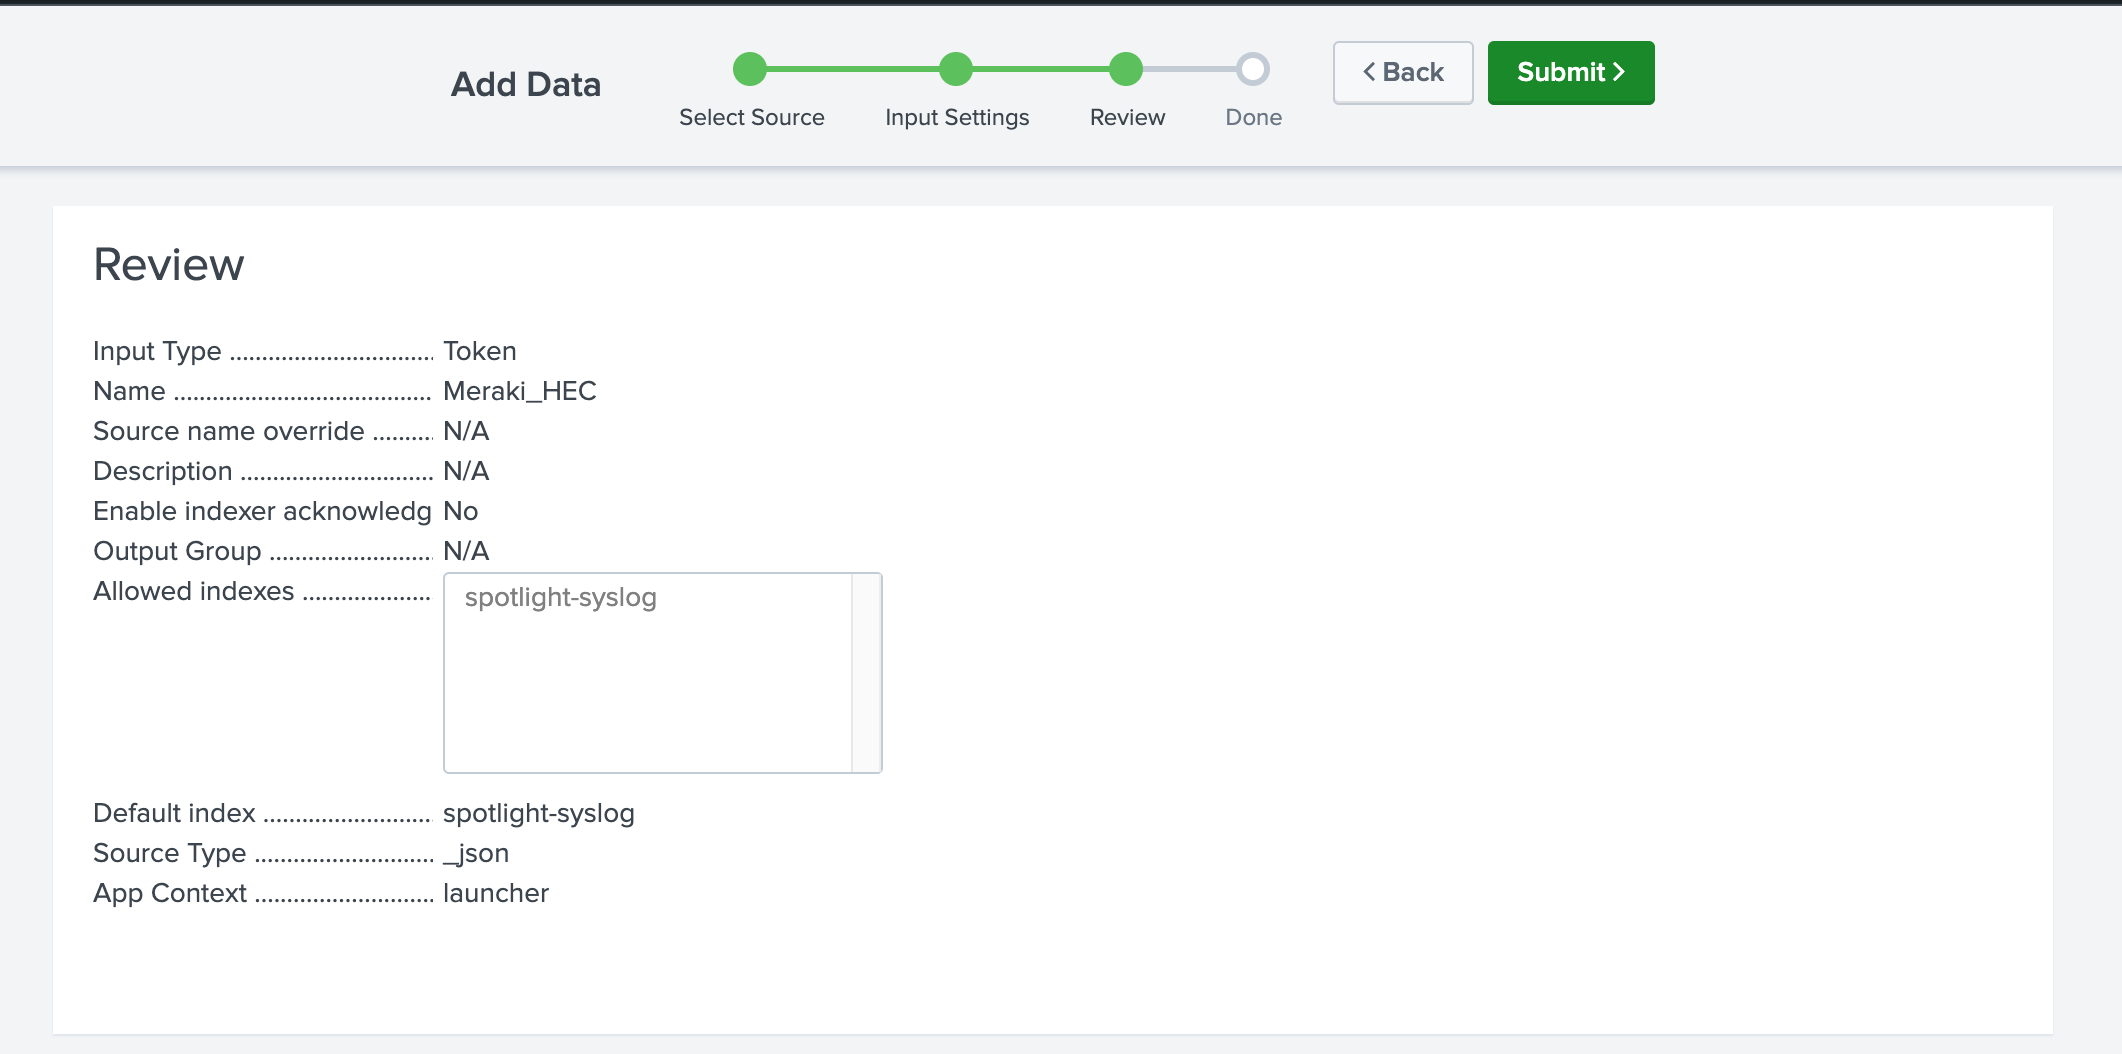 Add Data
Select Source
Input Settings
Review
Done
Back
Submit
Review
Input Type ................................ Token
Name ........................................ Meraki_HEC
Source name override .......... N/A
Description .............................. N/A
Enable indexer acknowledg No
Output Group ......................... N/A
Allowed indexes .................... spotlight-syslog
Default index .......................... spotlight-syslog
Source Type ............................ _json
App Context ............................ launcher